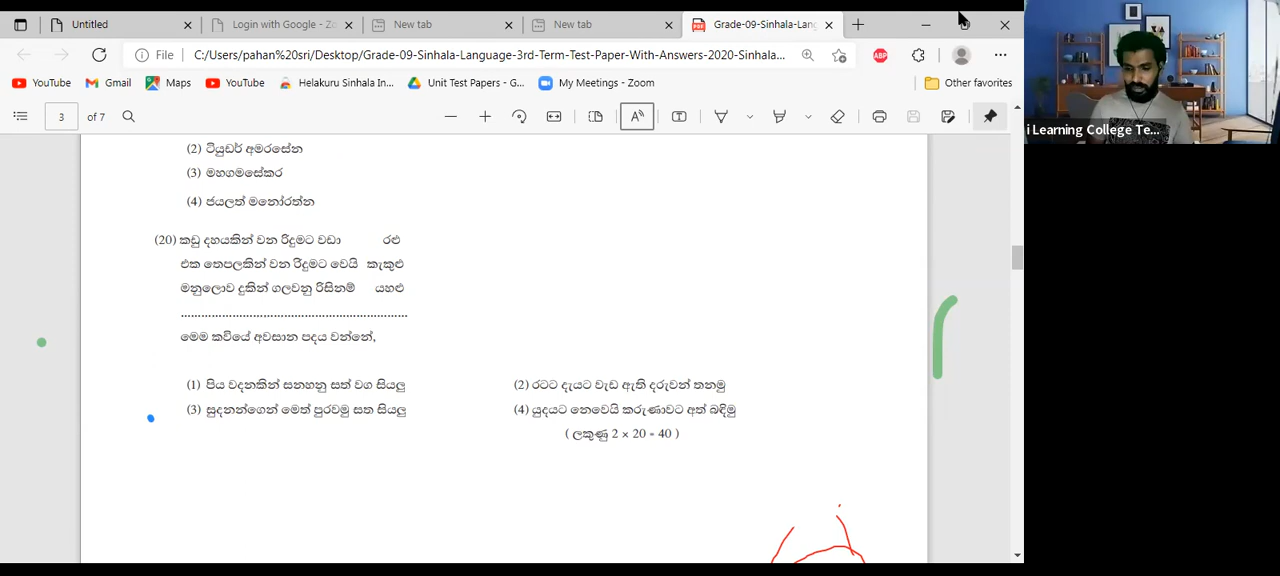 Untitled
Login with Google - Zo
New tab
New tab
Grade-09-Sinhala-Lang
File
C:/Users/pahan%20sri/Desktop/Grade-09-Sinhala-Language3rd-Term-Test-Paper-With-Answers-2020-Sinhala...
YouTube
Gmail
Maps
YouTube
Helakuru Sinhala In...
Unit Test Papers - G...
My Meetings - Zoom
Other favorites
3 of 7
i Learning College Te...
(2) ටියුඩර් අමරසේන
(3) මහගමසේකර
(4) ජයලත් මනෝරත්න
(20) කඩු දහයකින් වන රිදුමට වඩා රළු
එක තෙපලකින් වන රිදුමට වෙයි කැකුළු
මනුලොව දුකින් ගලවනු රිසිනම් යහළු
....................................................................
මෙම කවියේ අවසාන පදය වන්නේ,
(1) පිය වදනකින් සනහනු සත් වග සියලු
(2) රටට දැයට වැඩ ඇති දරුවන් තනමු
(3) සුදනන්ගෙන් මෙත් පුරවමු සත සියලු
(4) යුදයට නෙවෙයි කරුණාවට අත් බඳිමු
( ලකුණු 2 × 20 = 40 )